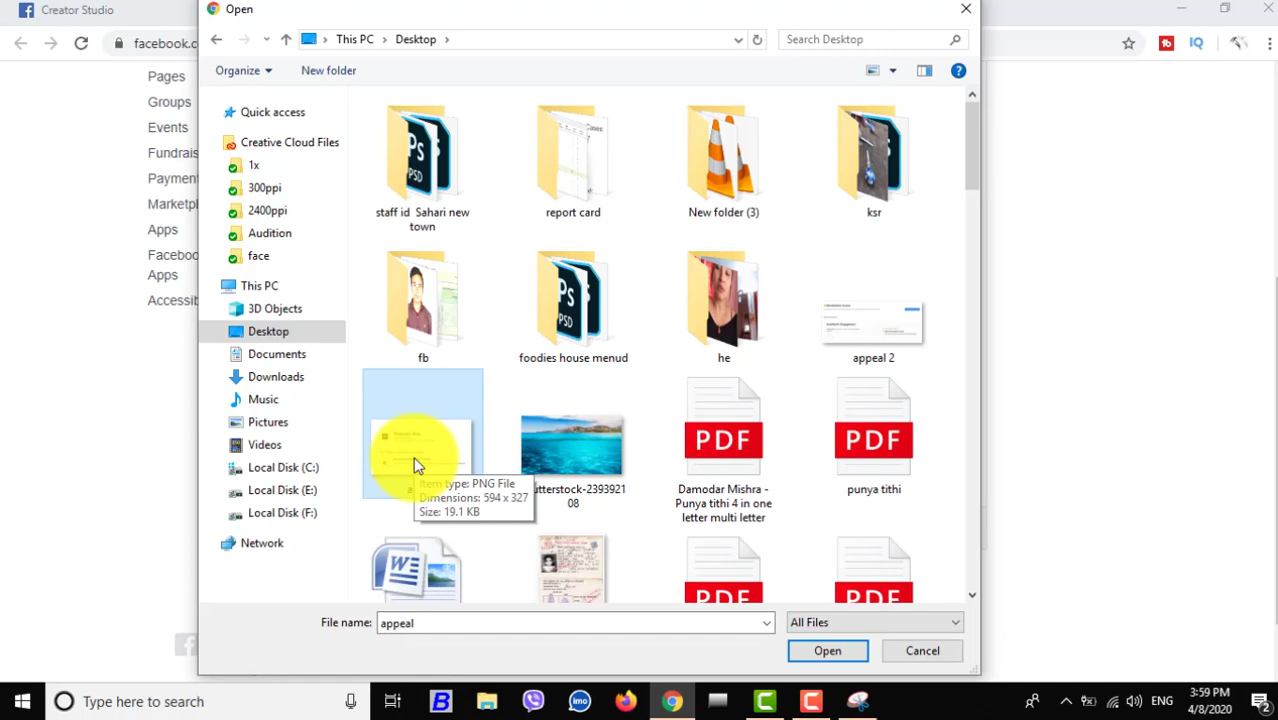 Creator Studio
Open
facebook.c
This PC
Desktop
Search Desktop
Organize
New folder
Pages
Groups
Events
Fundrais
Payment
Marketpl
Apps
Faceboo
Apps
Accessib
Quick access
Creative Cloud Files
1x
300ppi
2400ppi
Audition
face
This PC
3D Objects
Desktop
Documents
Downloads
Music
Pictures
Videos
Local Disk (C:)
Local Disk (E:)
Local Disk (F:)
Network
staff id Sahari new
town
report card
New folder (3)
ksr
fb
foodies house menud
he
appeal 2
Item type: PNG File
Dimensions: 594 x 327
Size: 19.1 KB
utterstock-2393921
08
PDF
Damodar Mishra -
Punya tithi 4 in one
letter multi letter
PDF
punya tithi
PDF
PDF
File name:
appeal
All Files
Open
Cancel
Type here to search
ENG
3:59 PM
4/8/2020